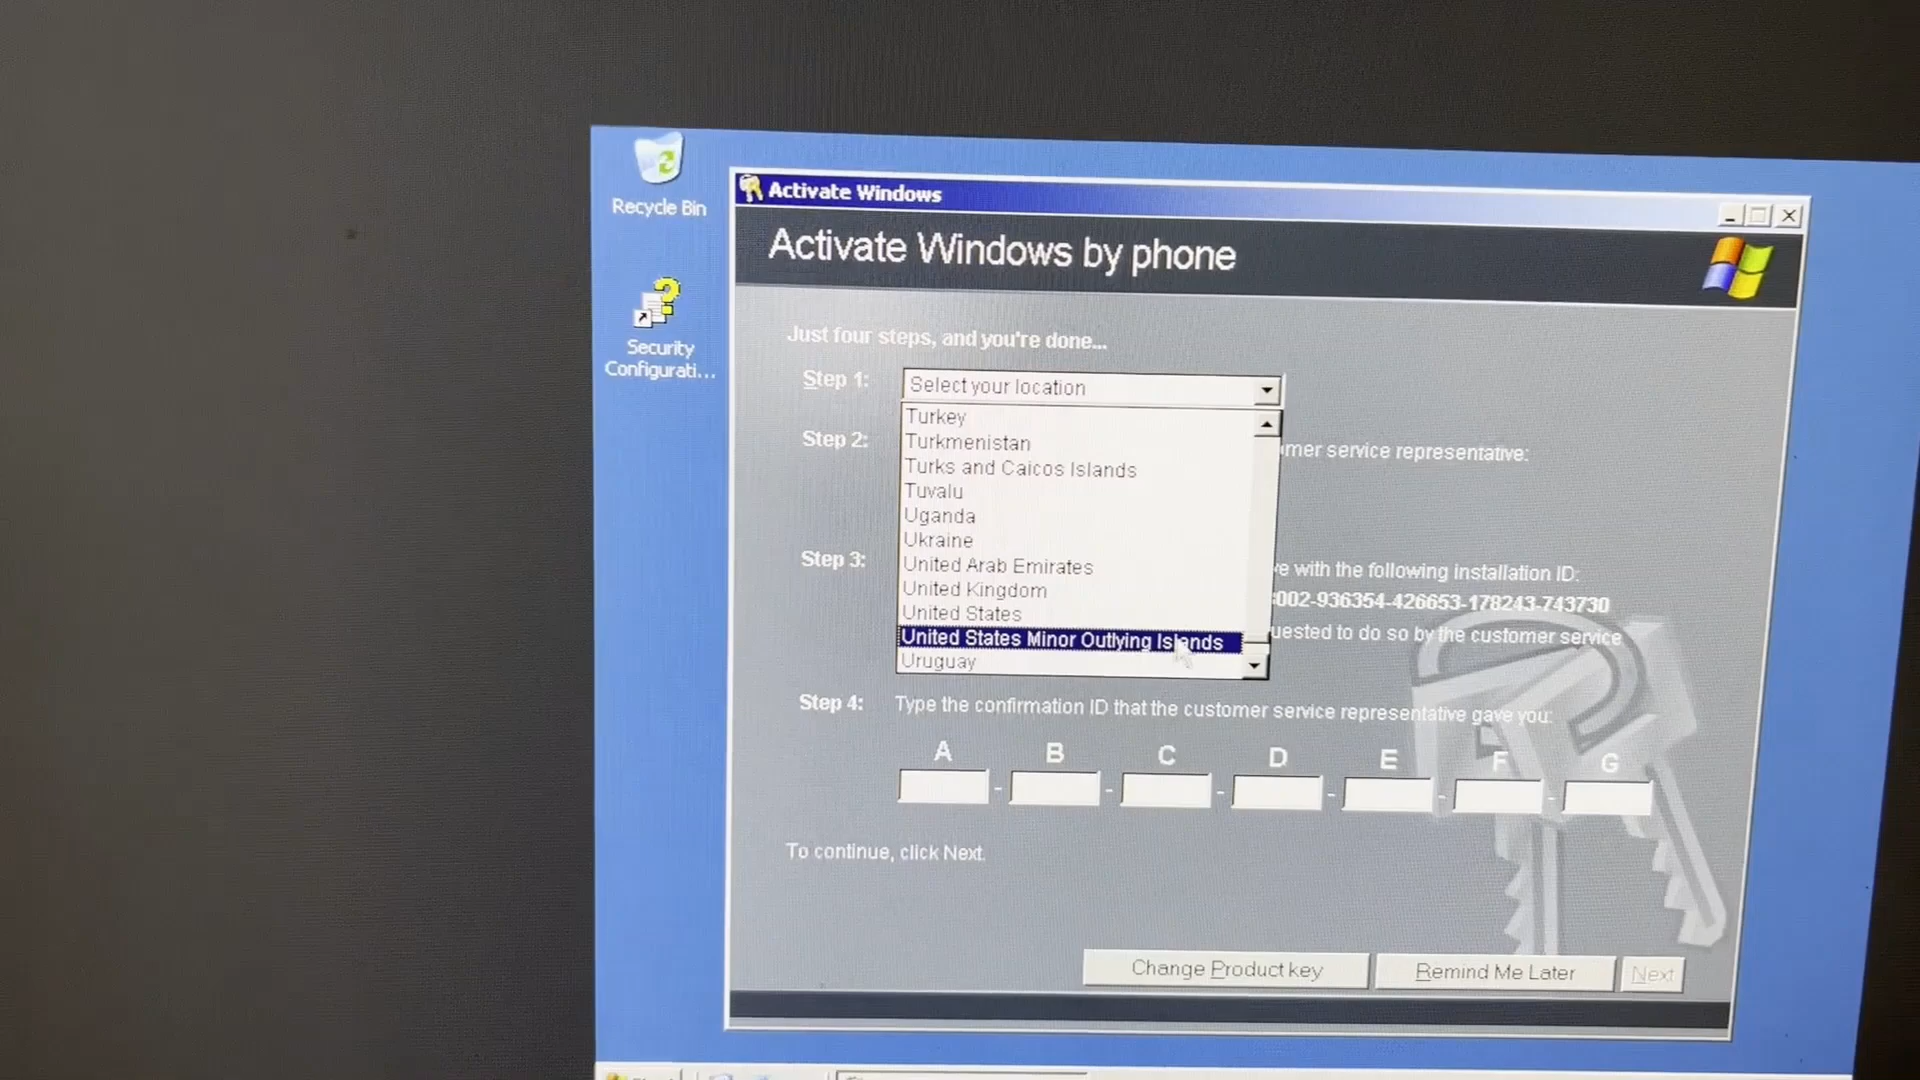 Recycle Bin
Security
Configurati...
Activate Windows
Activate Windows by phone
Just four steps, and you're done...
Step 1:
Select your location
Turkey
Turkmenistan
Turks and Caicos Islands
Tuvalu
Uganda
Ukraine
United Arab Emirates
United Kingdom
United States
United States Minor Outlying Islands
Uruguay
Step 2:
mer service representative:
Step 3:
e with the following installation ID:
002-936354-426653-178243-743730
uested to do so by the customer service
Step 4:
Type the confirmation ID that the customer service representative gave you:
A B C D E F G
- - - - - -
To continue, click Next.
Change Product key
Remind Me Later
Next